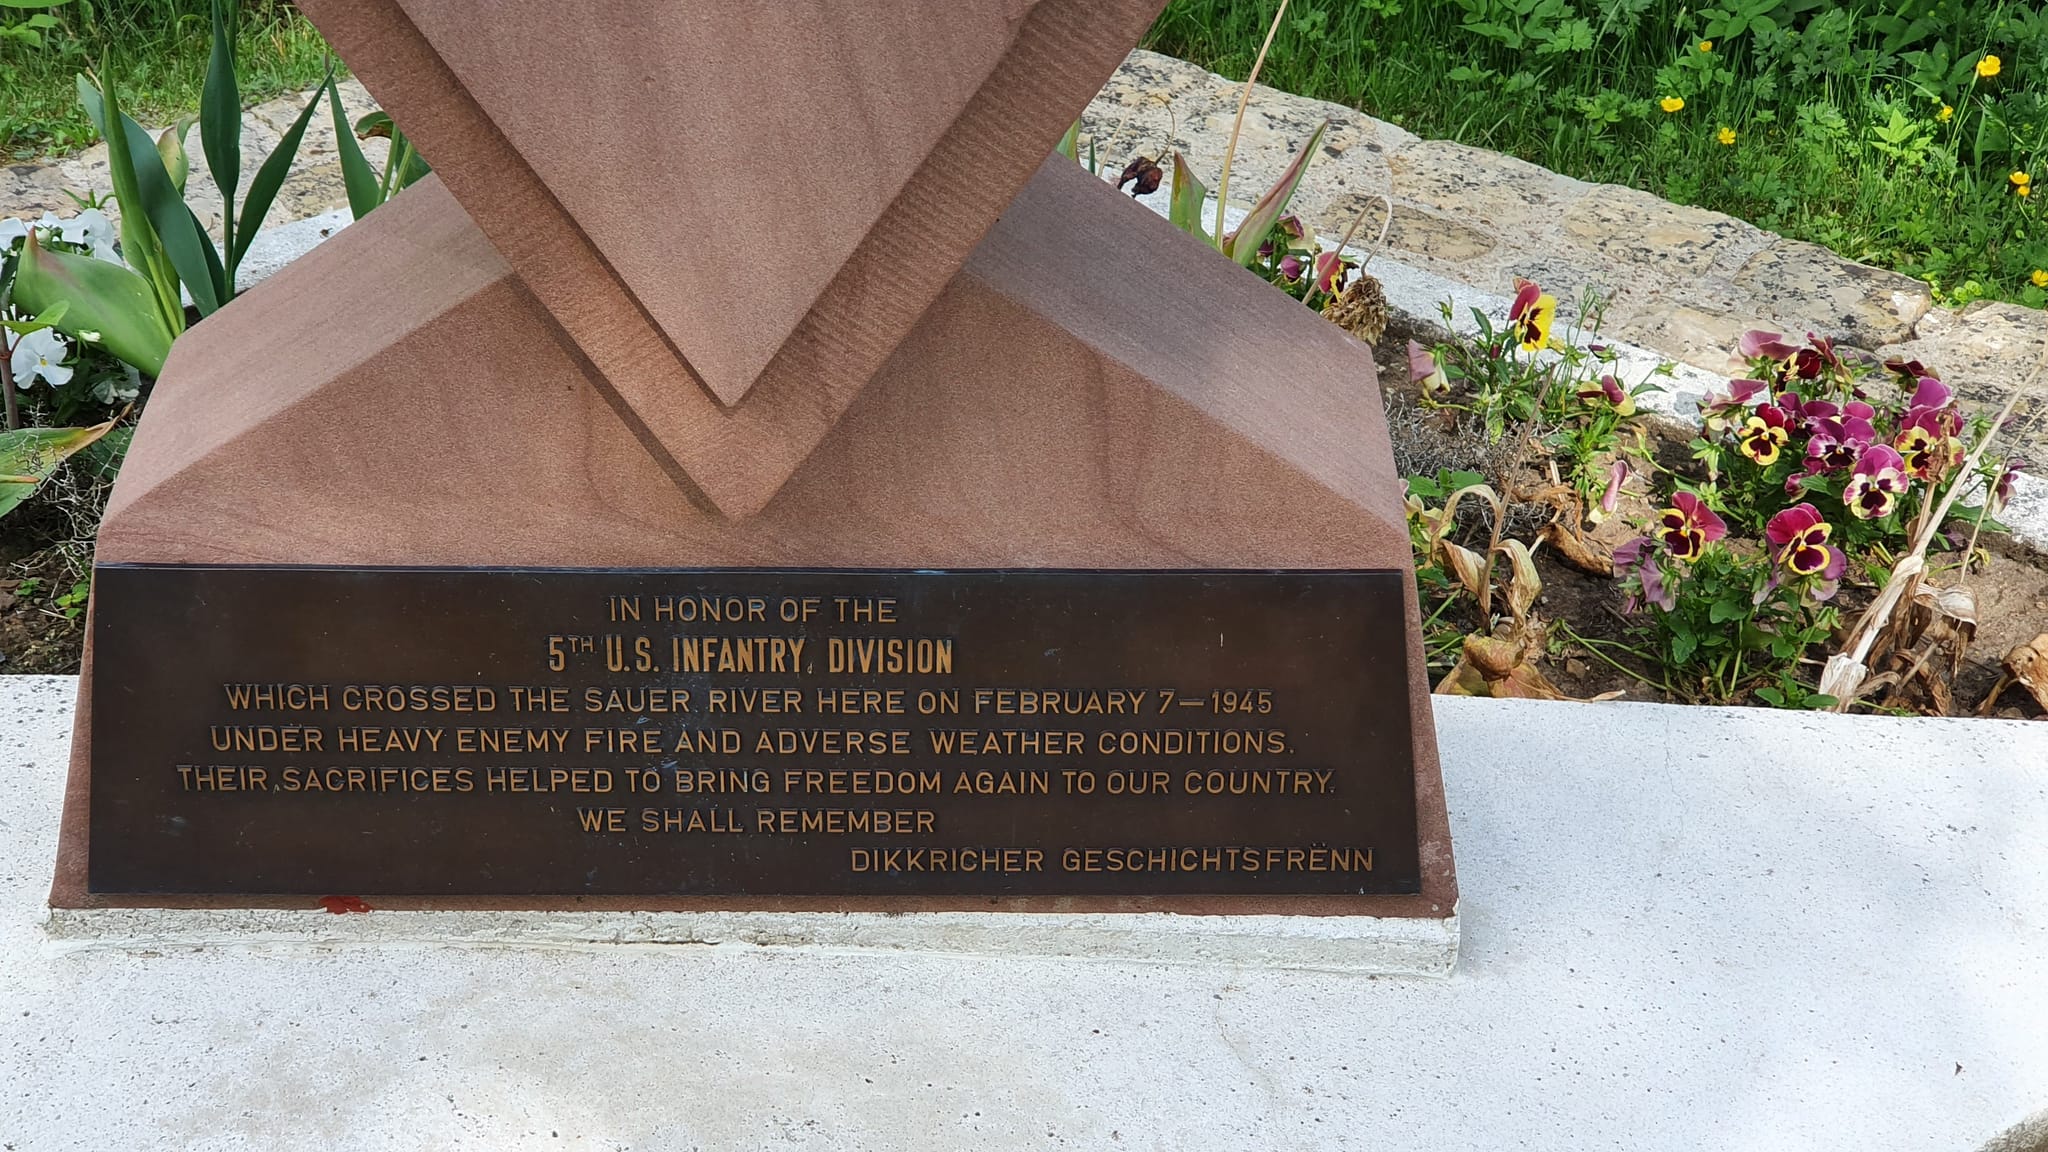 IN HONOR OF THE
5TH U.S. INFANTRY DIVISION
WHICH CROSSED THE SAUER RIVER HERE ON FEBRUARY 7—1945
UNDER HEAVY ENEMY FIRE AND ADVERSE WEATHER CONDITIONS.
THEIR SACRIFICES HELPED TO BRING FREEDOM AGAIN TO OUR COUNTRY.
WE SHALL REMEMBER
DIKKRICHER GESCHICHTSFRËNN